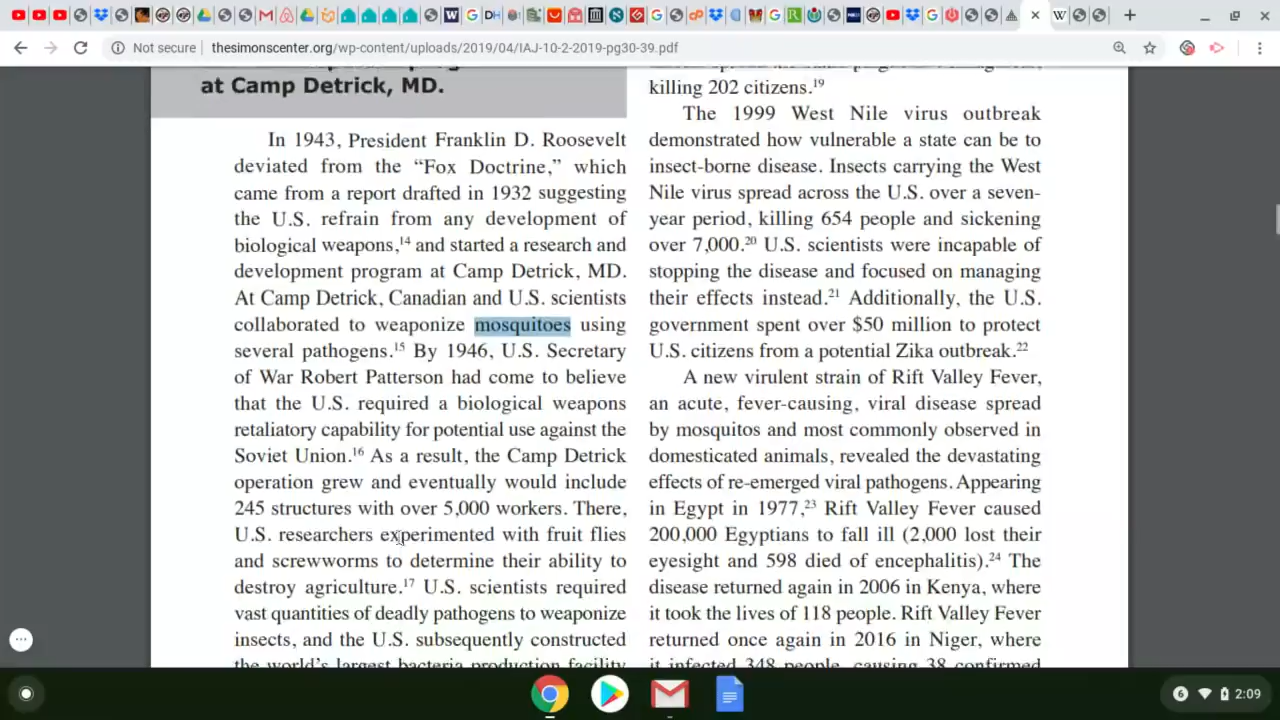 Not secure
thesimonscenter.org/wp-content/uploads/2019/04/IAJ-10-2-2019-pg30-39.pdf
at Camp Detrick, MD.
In 1943, President Franklin D. Roosevelt
deviated from the “Fox Doctrine,” which
came from a report drafted in 1932 suggesting
the U.S. refrain from any development of
biological weapons,14 and started a research and
development program at Camp Detrick, MD.
At Camp Detrick, Canadian and U.S. scientists
collaborated to weaponize mosquitoes using
several pathogens.15 By 1946, U.S. Secretary
of War Robert Patterson had come to believe
that the U.S. required a biological weapons
retaliatory capability for potential use against the
Soviet Union.16 As a result, the Camp Detrick
operation grew and eventually would include
245 structures with over 5,000 workers. There,
U.S. researchers experimented with fruit flies
and screwworms to determine their ability to
destroy agriculture.17 U.S. scientists required
vast quantities of deadly pathogens to weaponize
insects, and the U.S. subsequently constructed
the world’s largest bacteria production facility
killing 202 citizens.19
The 1999 West Nile virus outbreak
demonstrated how vulnerable a state can be to
insect-borne disease. Insects carrying the West
Nile virus spread across the U.S. over a seven-
year period, killing 654 people and sickening
over 7,000.20 U.S. scientists were incapable of
stopping the disease and focused on managing
their effects instead.21 Additionally, the U.S.
government spent over $50 million to protect
U.S. citizens from a potential Zika outbreak.22
A new virulent strain of Rift Valley Fever,
an acute, fever-causing, viral disease spread
by mosquitos and most commonly observed in
domesticated animals, revealed the devastating
effects of re-emerged viral pathogens. Appearing
in Egypt in 1977,23 Rift Valley Fever caused
200,000 Egyptians to fall ill (2,000 lost their
eyesight and 598 died of encephalitis).24 The
disease returned again in 2006 in Kenya, where
it took the lives of 118 people. Rift Valley Fever
returned once again in 2016 in Niger, where
it infected 348 people, causing 38 confirmed
6
2:09